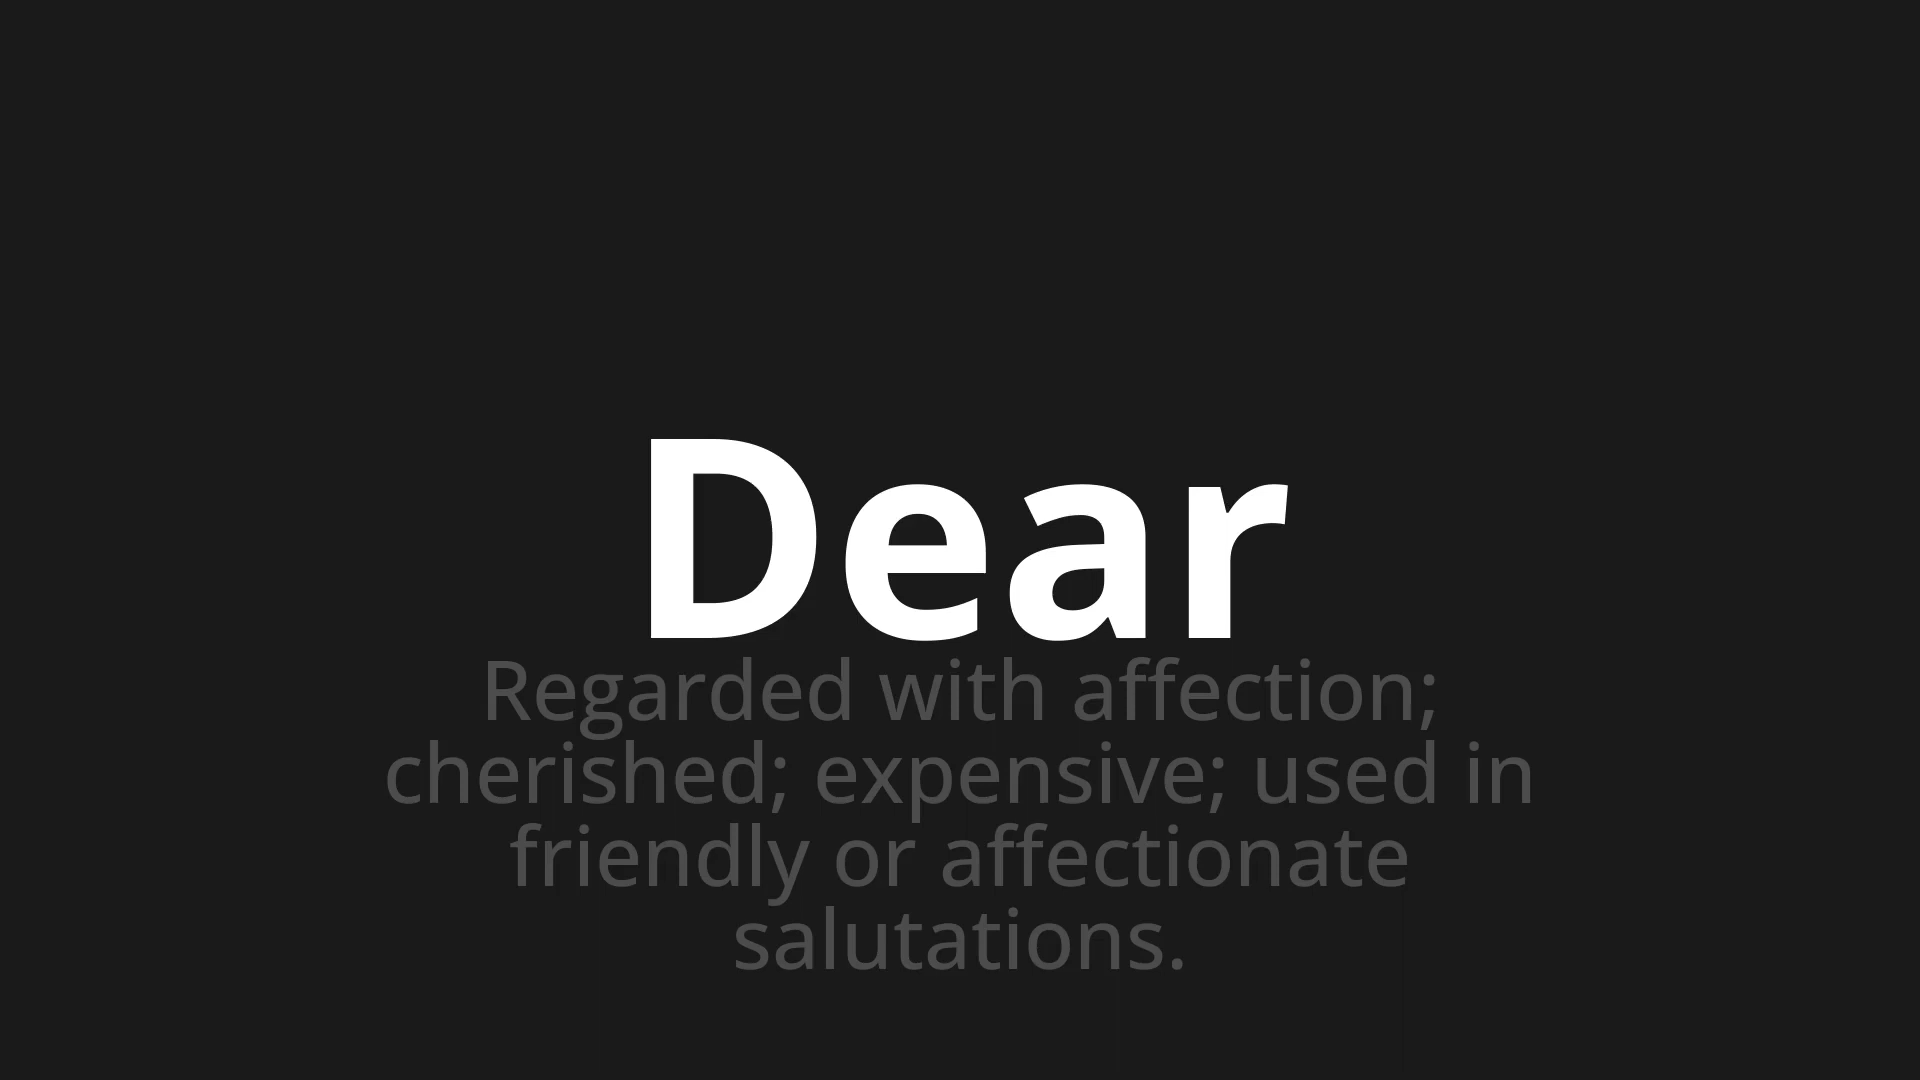 Dear
Regarded with affection;
cherished; expensive; used in
friendly or affectionate
salutations.